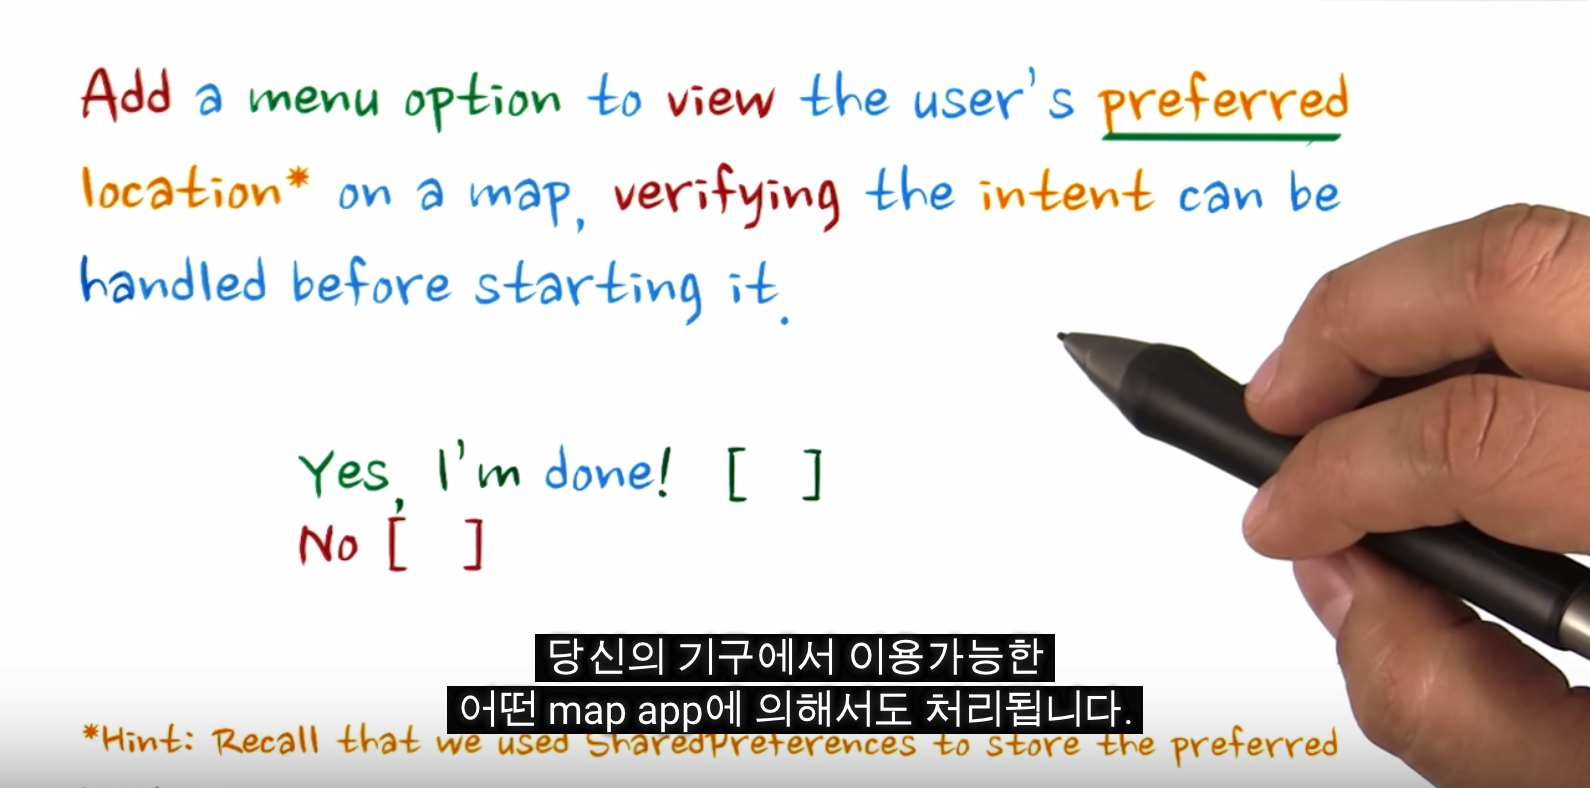 Add a menu option to view the user's preferred
location* on a map, verifying the intent can be
handled before starting it.
Yes, I'm done! [ ]
No [ ]
당신의 기구에서 이용가능한
어떤 map app에 의해서도 처리됩니다.
*Hint: Recall that we used SharedPreferences to store the preferred